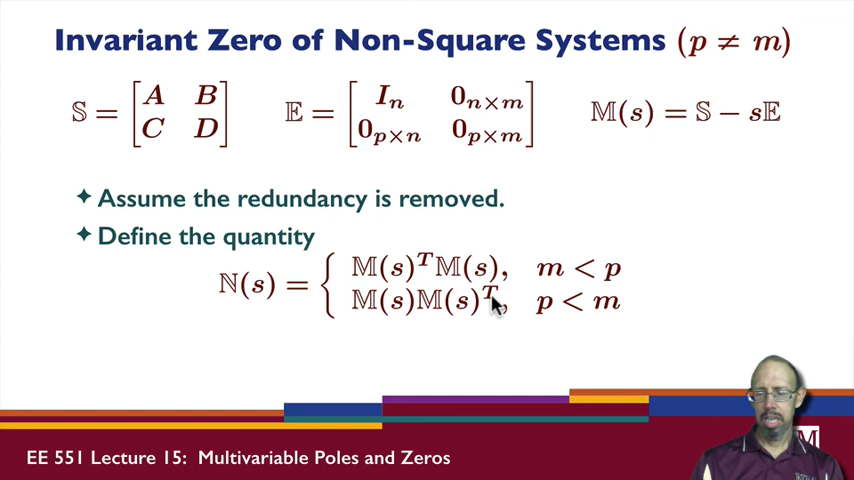 Invariant Zero of Non-Square Systems (p ≠ m)
𝕊 = [A B; C D] 𝔼 = [Iₙ 0ₙₓₘ; 0ₚₓₙ 0ₚₓₘ] 𝕄(s) = 𝕊 − s𝔼
✦ Assume the redundancy is removed.
✦ Define the quantity
ℕ(s) = { 𝕄(s)ᵀ𝕄(s), m < p
𝕄(s)𝕄(s)ᵀ, p < m
EE 551 Lecture 15: Multivariable Poles and Zeros